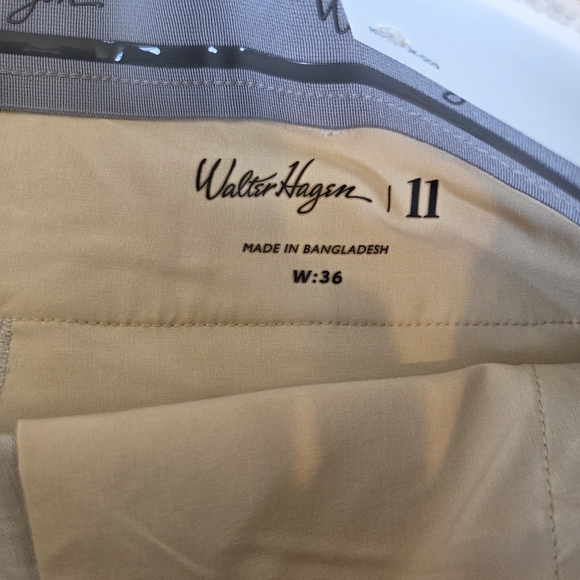 Walter Hagen | 11
MADE IN BANGLADESH
W:36